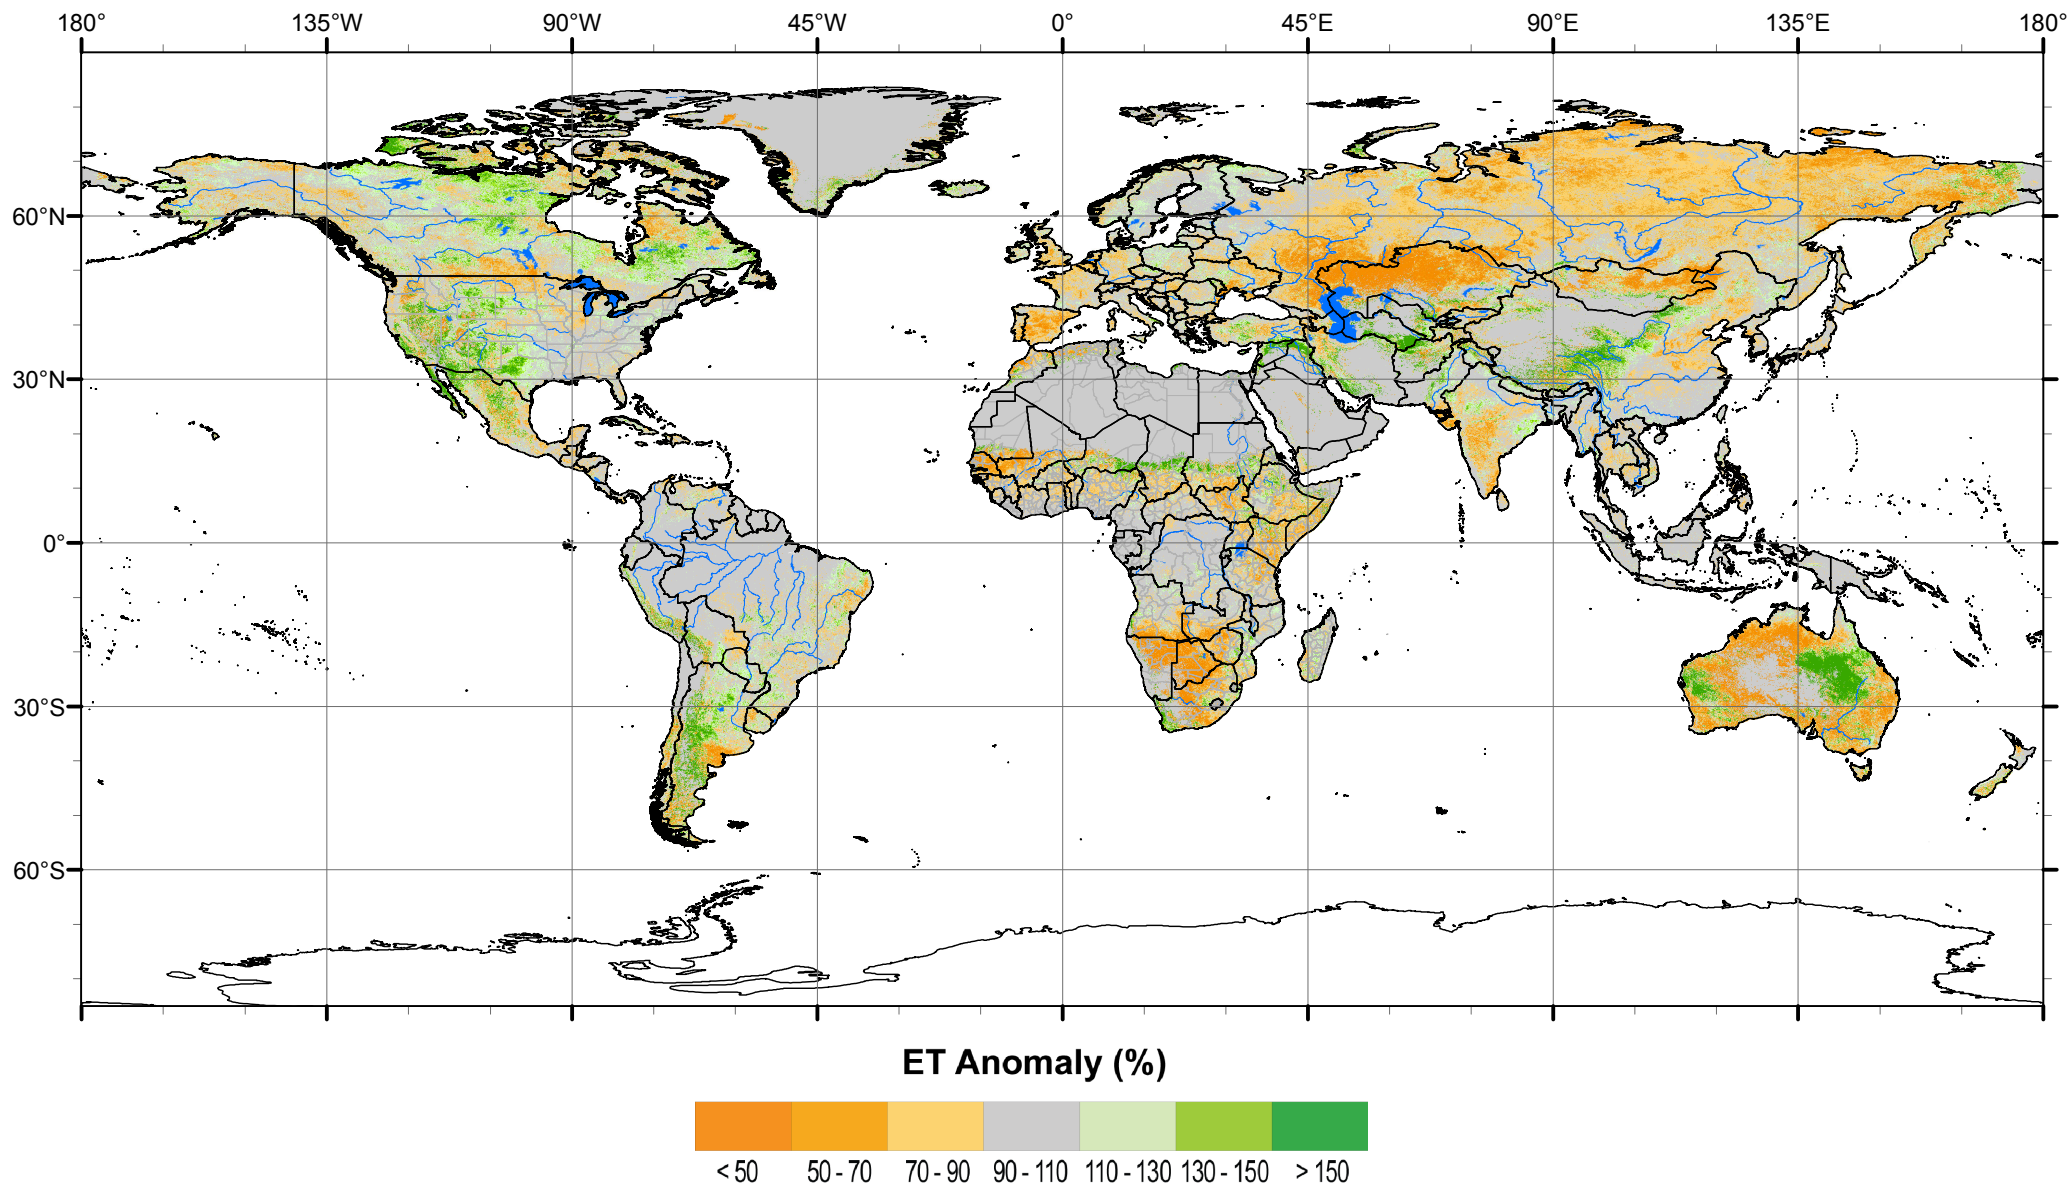 180° 135°W 90°W 45°W 0° 45°E 90°E 135°E 180°
60°N
30°N
0°
30°S
60°S
ET Anomaly (%)
< 50 50 - 70 70 - 90 90 - 110 110 - 130 130 - 150 > 150